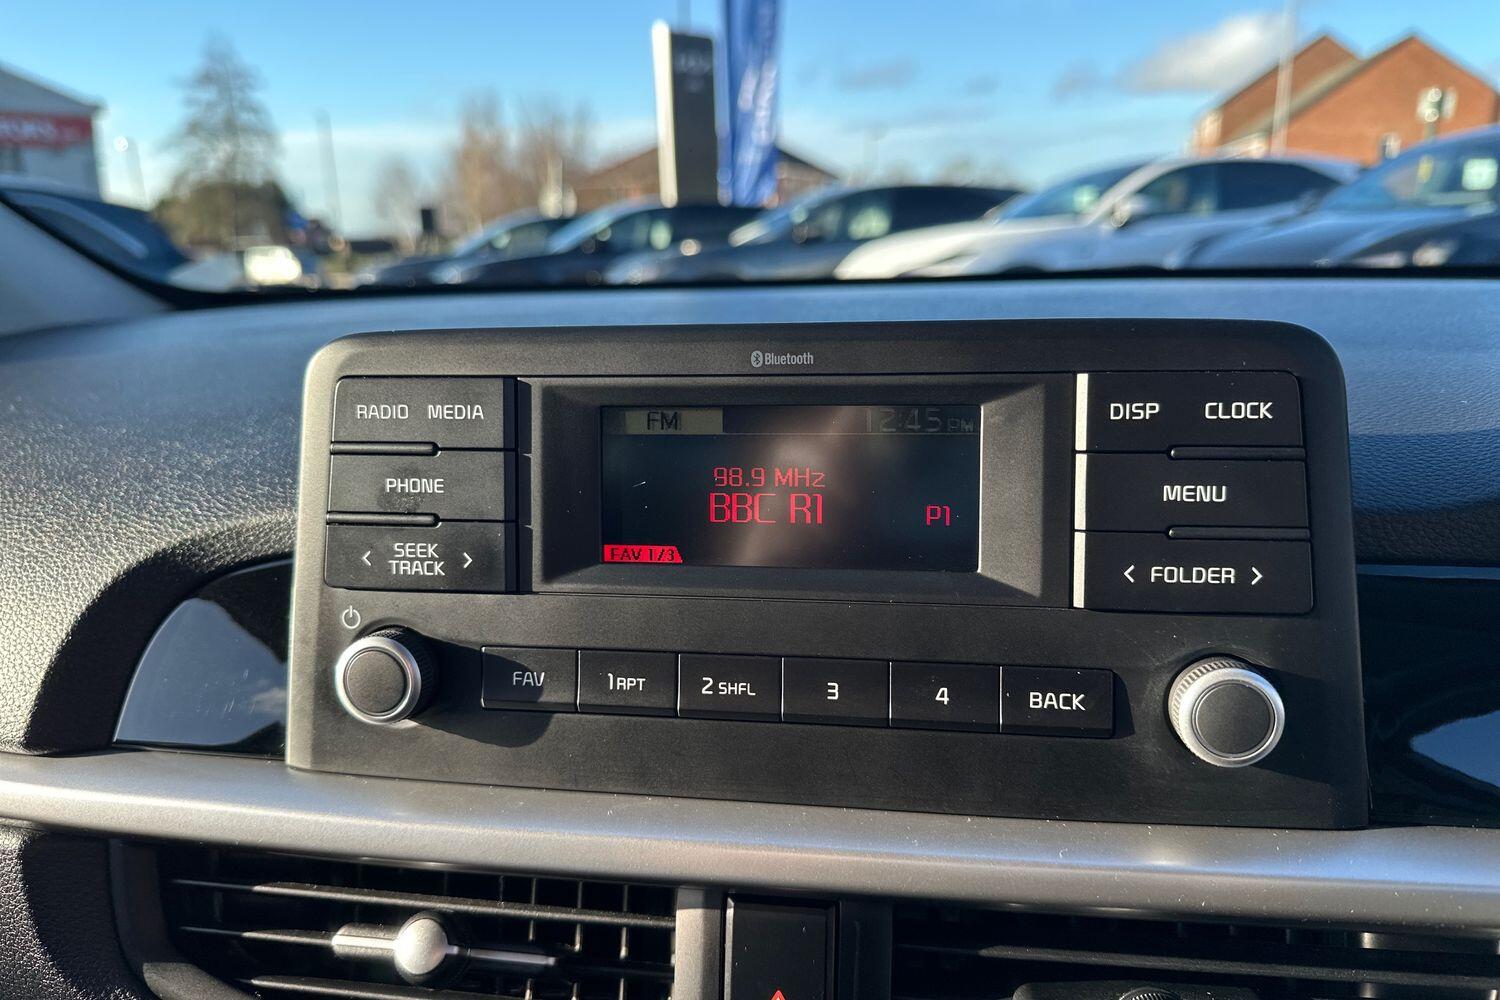 Bluetooth
RADIO MEDIA
PHONE
< SEEK TRACK >
FM 12:45 PM
98.9 MHz
BBC R1
P1
FAV 1/3
DISP CLOCK
MENU
< FOLDER >
FAV 1 RPT 2 SHFL 3 4 BACK